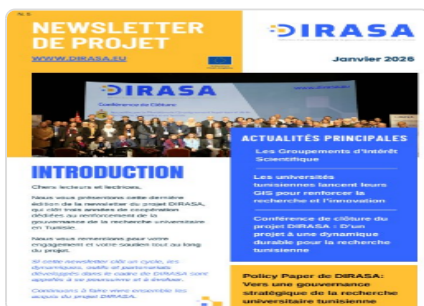 NEWSLETTER
DE PROJET
WWW.DIRASA.EU
DIRASA
Janvier 2026
DIRASA
Conférence de Clôture
ACTUALITÉS PRINCIPALES
Les Groupements d'Intérêt
Scientifique
Les universités
tunisiennes lancent leurs
GIS pour renforcer la
recherche et l'innovation
Conférence de clôture du
projet DIRASA : D'un
projet à une dynamique
durable pour la recherche
tunisienne
INTRODUCTION
Chers lecteurs et lectrices,
Nous vous présentons cette dernière
édition de la newsletter du projet DIRASA,
qui clôt trois années de coopération
dédiées au renforcement de la
gouvernance de la recherche universitaire
en Tunisie.
Nous vous remercions pour votre
engagement et votre soutien tout au long
du projet.
Si cette newsletter clôt un cycle, les
dynamiques, outils et partenariats
développés dans le cadre de DIRASA sont
appelés à se poursuivre et à évoluer.
Continuons à faire vivre ensemble les
acquis du projet DIRASA.
Policy Paper de DIRASA:
Vers une gouvernance
stratégique de la recherche
universitaire tunisienne